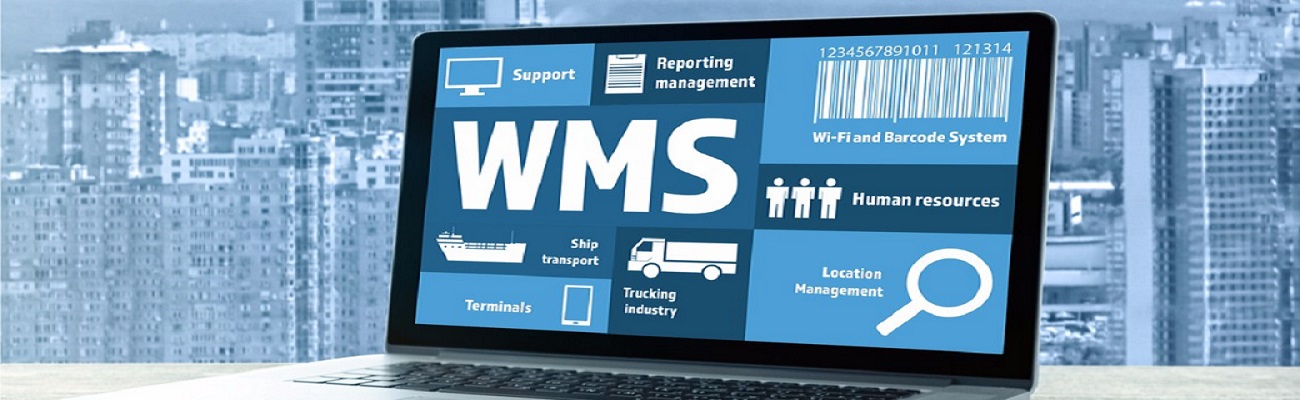 Support
Reporting
management
1234567891011 121314
Wi-Fi and Barcode System
WMS
Human resources
Ship
transport
Trucking
industry
Location
Management
Terminals